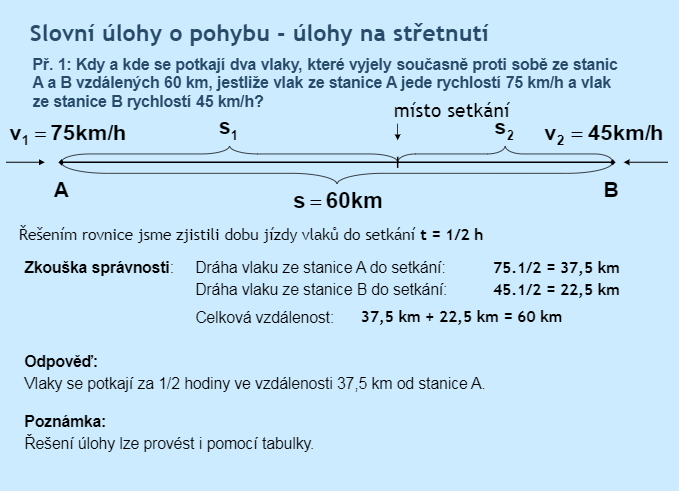 Slovní úlohy o pohybu - úlohy na střetnutí
Př. 1: Kdy a kde se potkají dva vlaky, které vyjely současně proti sobě ze stanic
A a B vzdálených 60 km, jestliže vlak ze stanice A jede rychlostí 75 km/h a vlak
ze stanice B rychlostí 45 km/h?
místo setkání
v₁ = 75km/h s₁ s₂ v₂ = 45km/h
A B
s = 60km
Řešením rovnice jsme zjistili dobu jízdy vlaků do setkání t = 1/2 h
Zkouška správnosti: Dráha vlaku ze stanice A do setkání: 75.1/2 = 37,5 km
Dráha vlaku ze stanice B do setkání: 45.1/2 = 22,5 km
Celková vzdálenost: 37,5 km + 22,5 km = 60 km
Odpověď:
Vlaky se potkají za 1/2 hodiny ve vzdálenosti 37,5 km od stanice A.
Poznámka:
Řešení úlohy lze provést i pomocí tabulky.